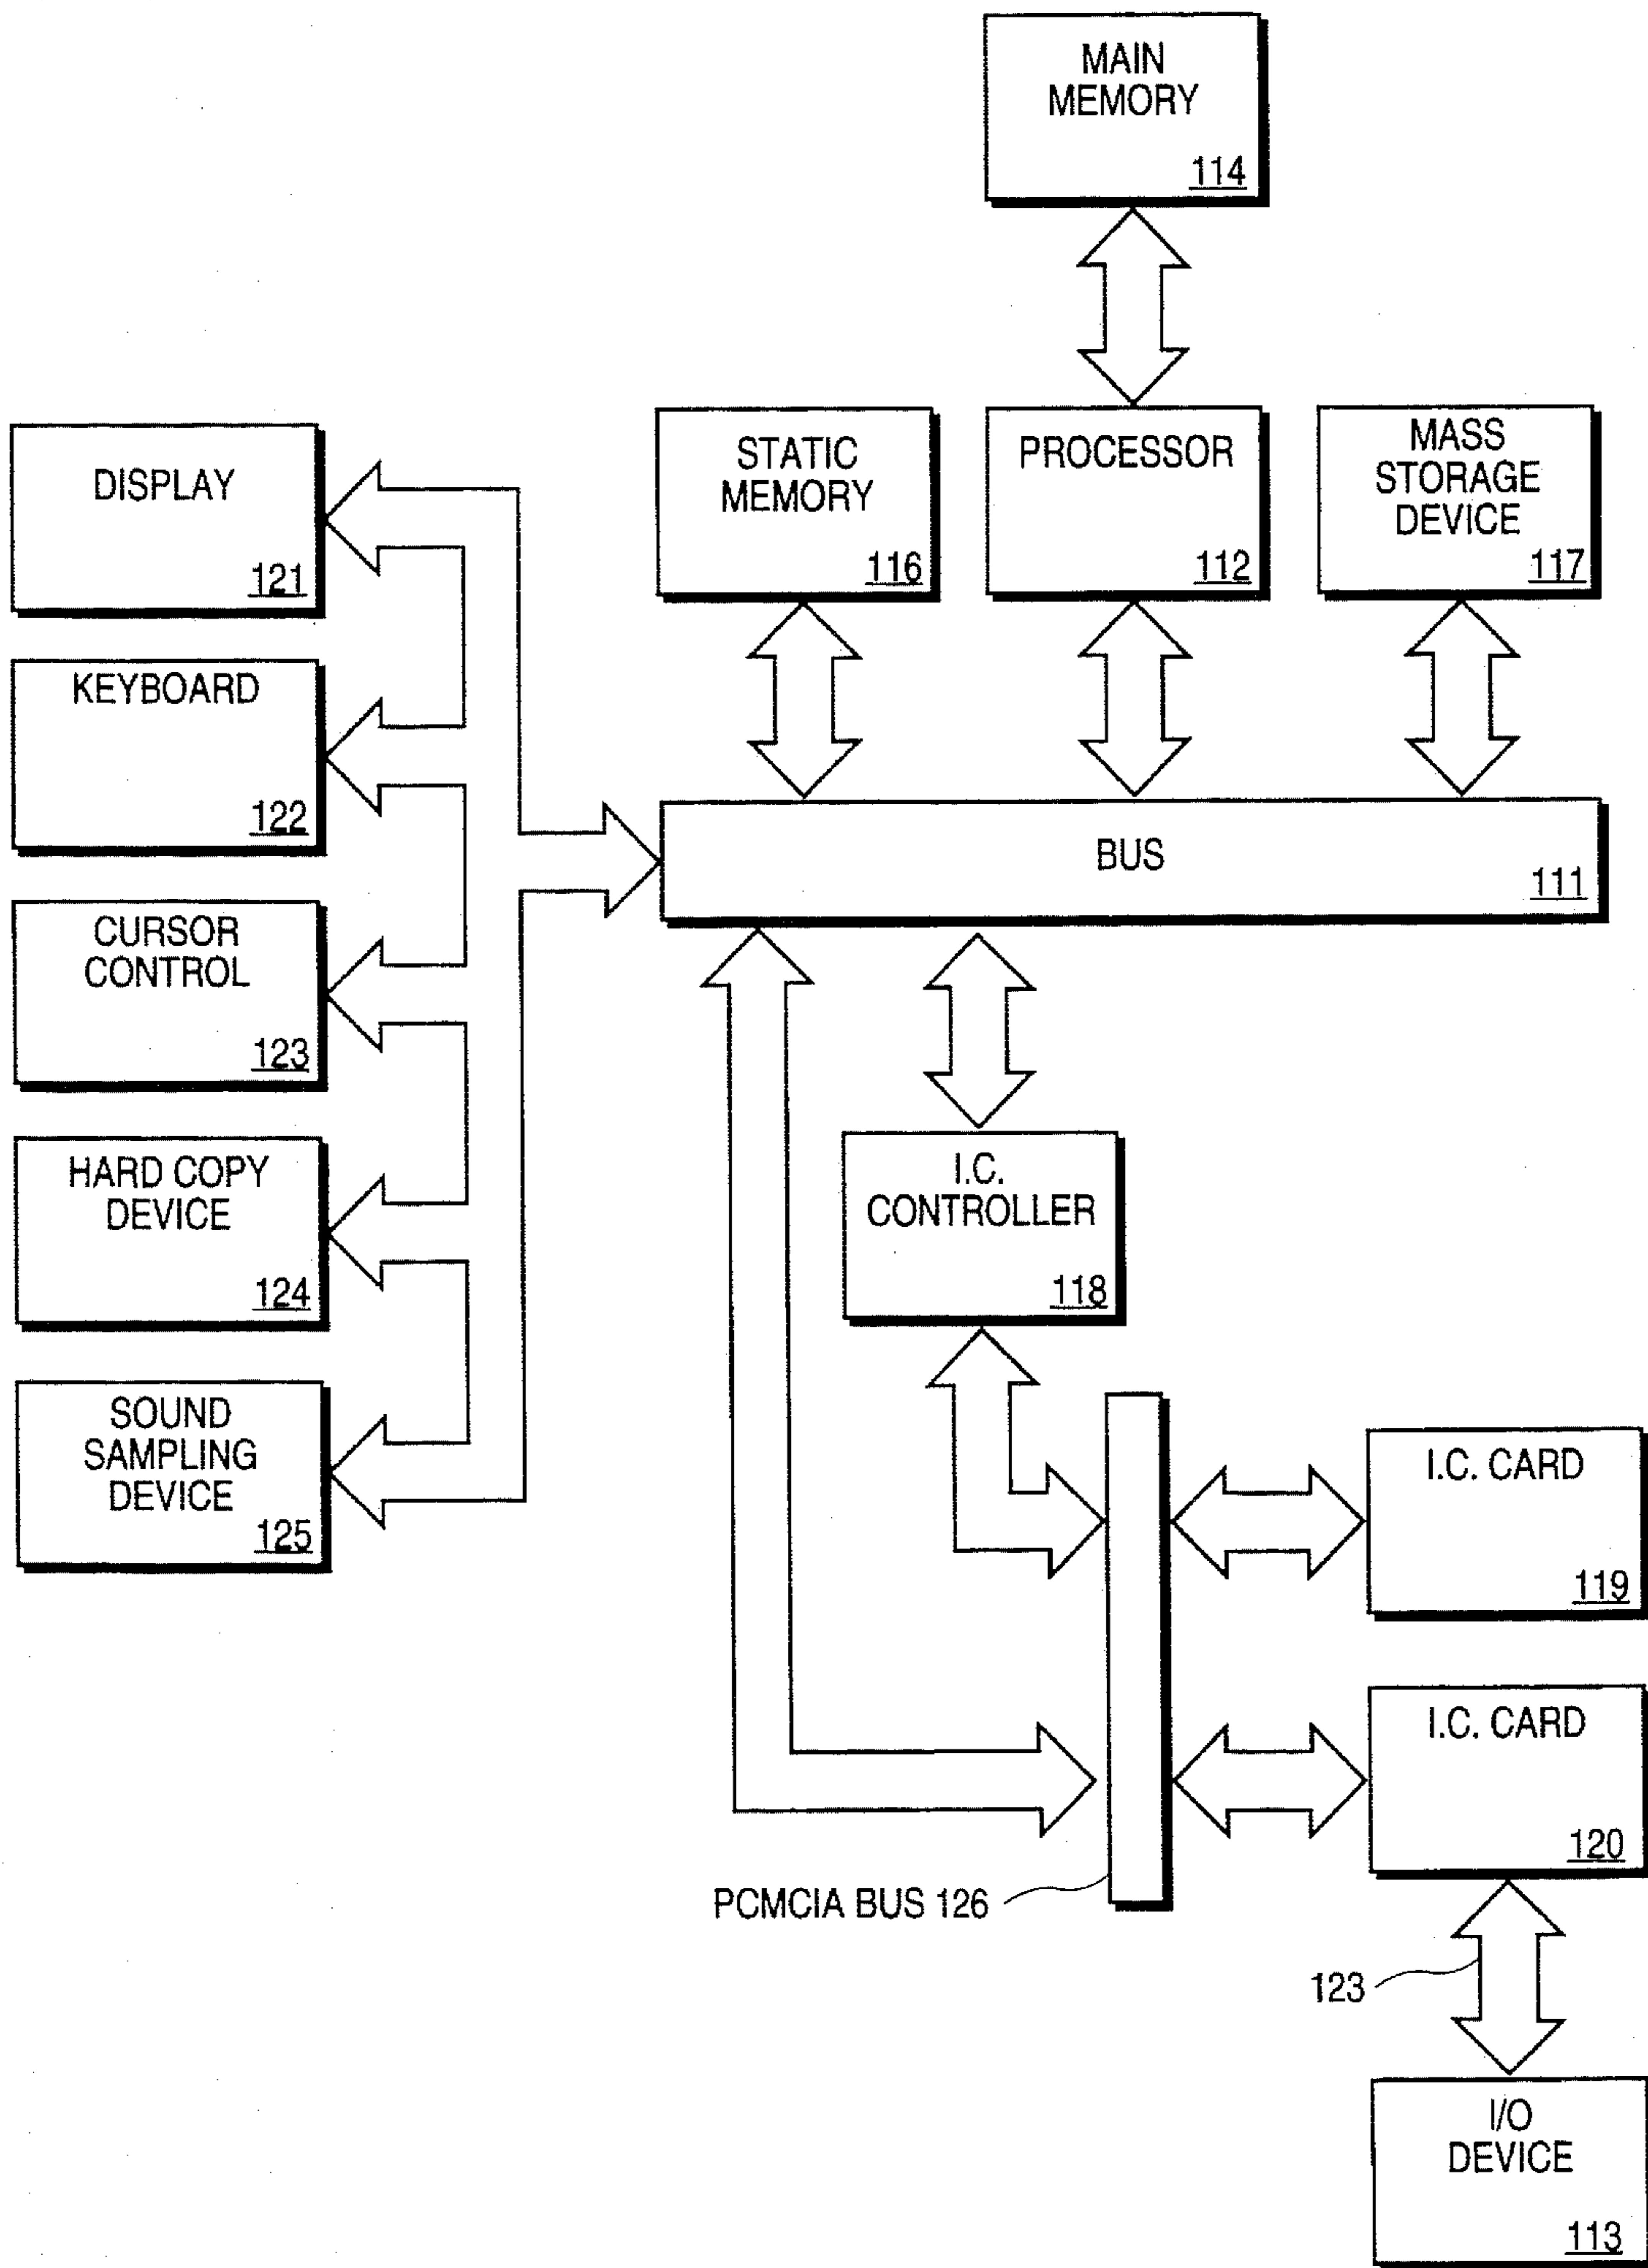 MAIN
MEMORY
114
STATIC
MEMORY
116
PROCESSOR
112
MASS
STORAGE
DEVICE
117
DISPLAY
121
KEYBOARD
122
CURSOR
CONTROL
123
HARD COPY
DEVICE
124
SOUND
SAMPLING
DEVICE
125
BUS
111
I.C.
CONTROLLER
118
I.C. CARD
119
I.C. CARD
120
PCMCIA BUS 126
123
I/O
DEVICE
113